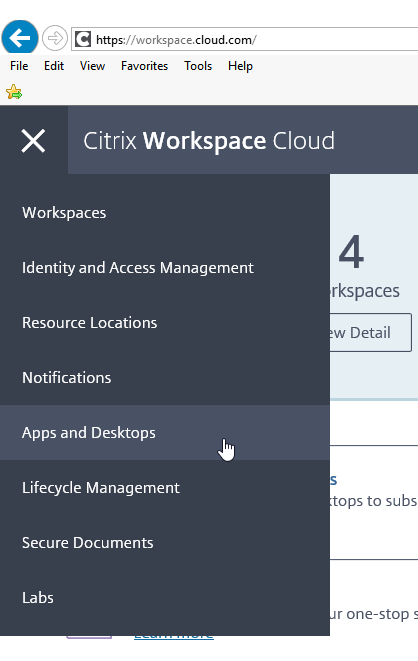 https://workspace.cloud.com/
File Edit View Favorites Tools Help
Citrix Workspace Cloud
Workspaces
4
Identity and Access Management
rkspaces
Resource Locations
ew Detail
Notifications
Apps and Desktops
Lifecycle Management
s
ktops to subs
Secure Documents
Labs
ur one-stop s
Learn more